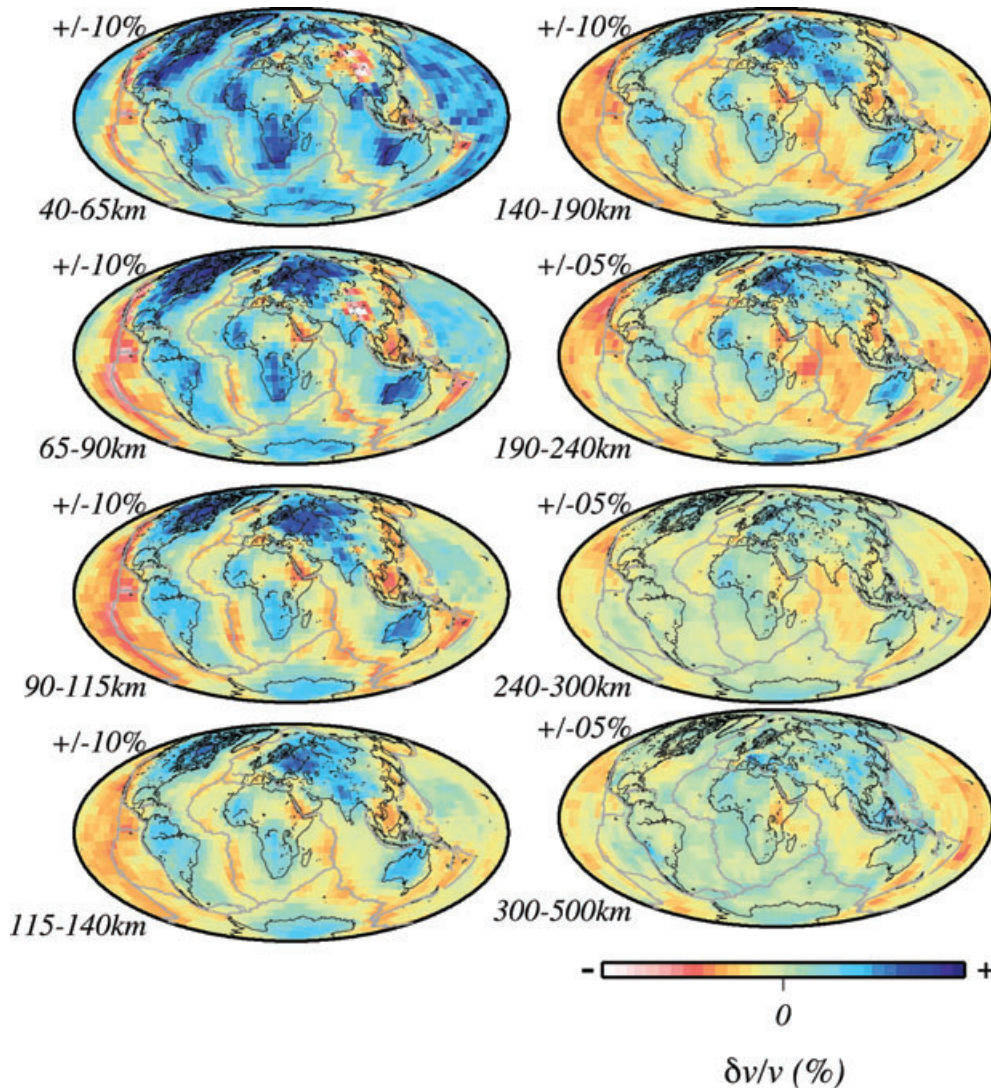 +/-10%
40-65km
+/-10%
140-190km
+/-10%
65-90km
+/-05%
190-240km
+/-10%
90-115km
+/-05%
240-300km
+/-10%
115-140km
+/-05%
300-500km
- +
0
δv/v (%)